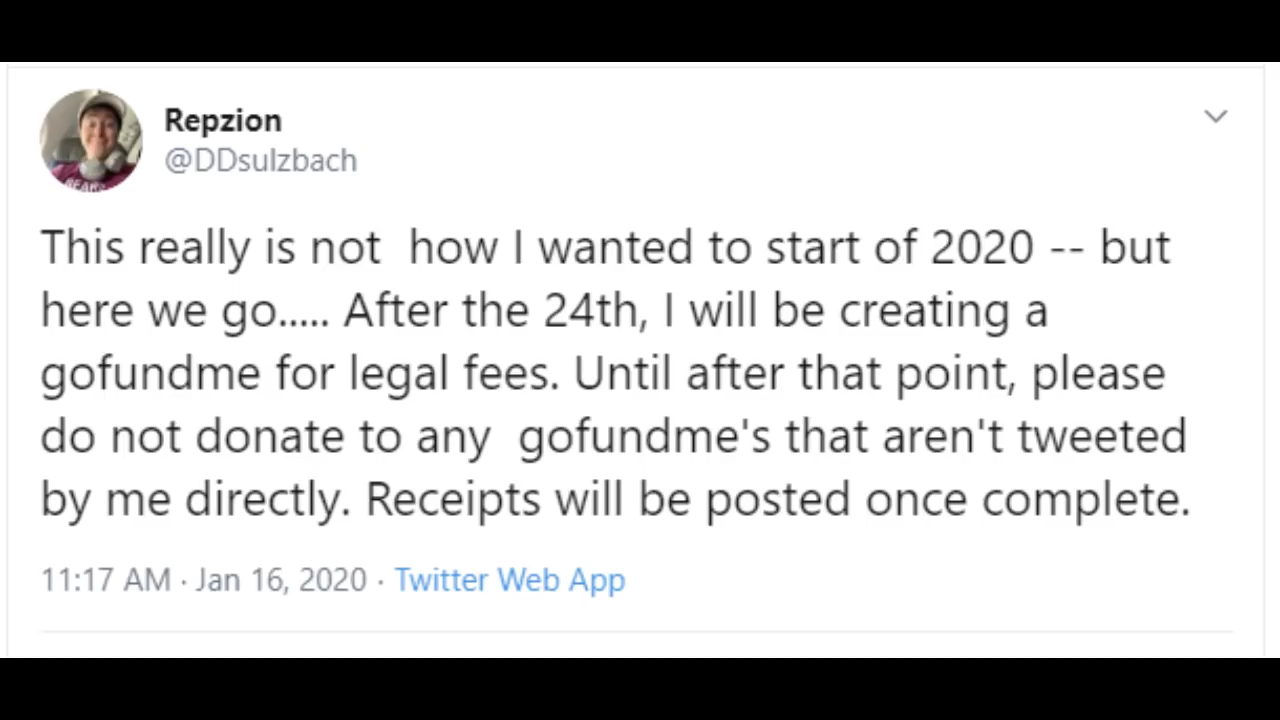 Repzion
@DDsulzbach
This really is not  how I wanted to start of 2020 -- but
here we go..... After the 24th, I will be creating a
gofundme for legal fees. Until after that point, please
do not donate to any  gofundme's that aren't tweeted
by me directly. Receipts will be posted once complete.
11:17 AM · Jan 16, 2020 · Twitter Web App